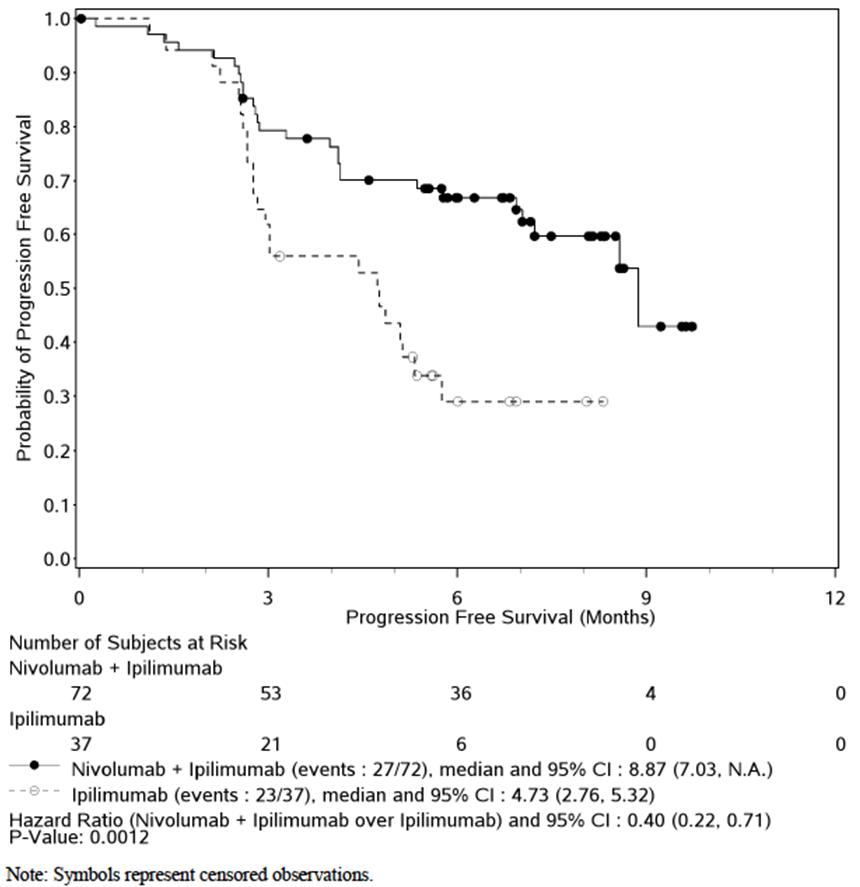 Probability of Progression Free Survival
1.0
0.9
0.8
0.7
0.6
0.5
0.4
0.3
0.2
0.1
0.0
0 3 6 9 12
Progression Free Survival (Months)
Number of Subjects at Risk
Nivolumab + Ipilimumab
72 53 36 4 0
Ipilimumab
37 21 6 0 0
Nivolumab + Ipilimumab (events : 27/72), median and 95% CI : 8.87 (7.03, N.A.)
Ipilimumab (events : 23/37), median and 95% CI : 4.73 (2.76, 5.32)
Hazard Ratio (Nivolumab + Ipilimumab over Ipilimumab) and 95% CI : 0.40 (0.22, 0.71)
P-Value: 0.0012
Note: Symbols represent censored observations.